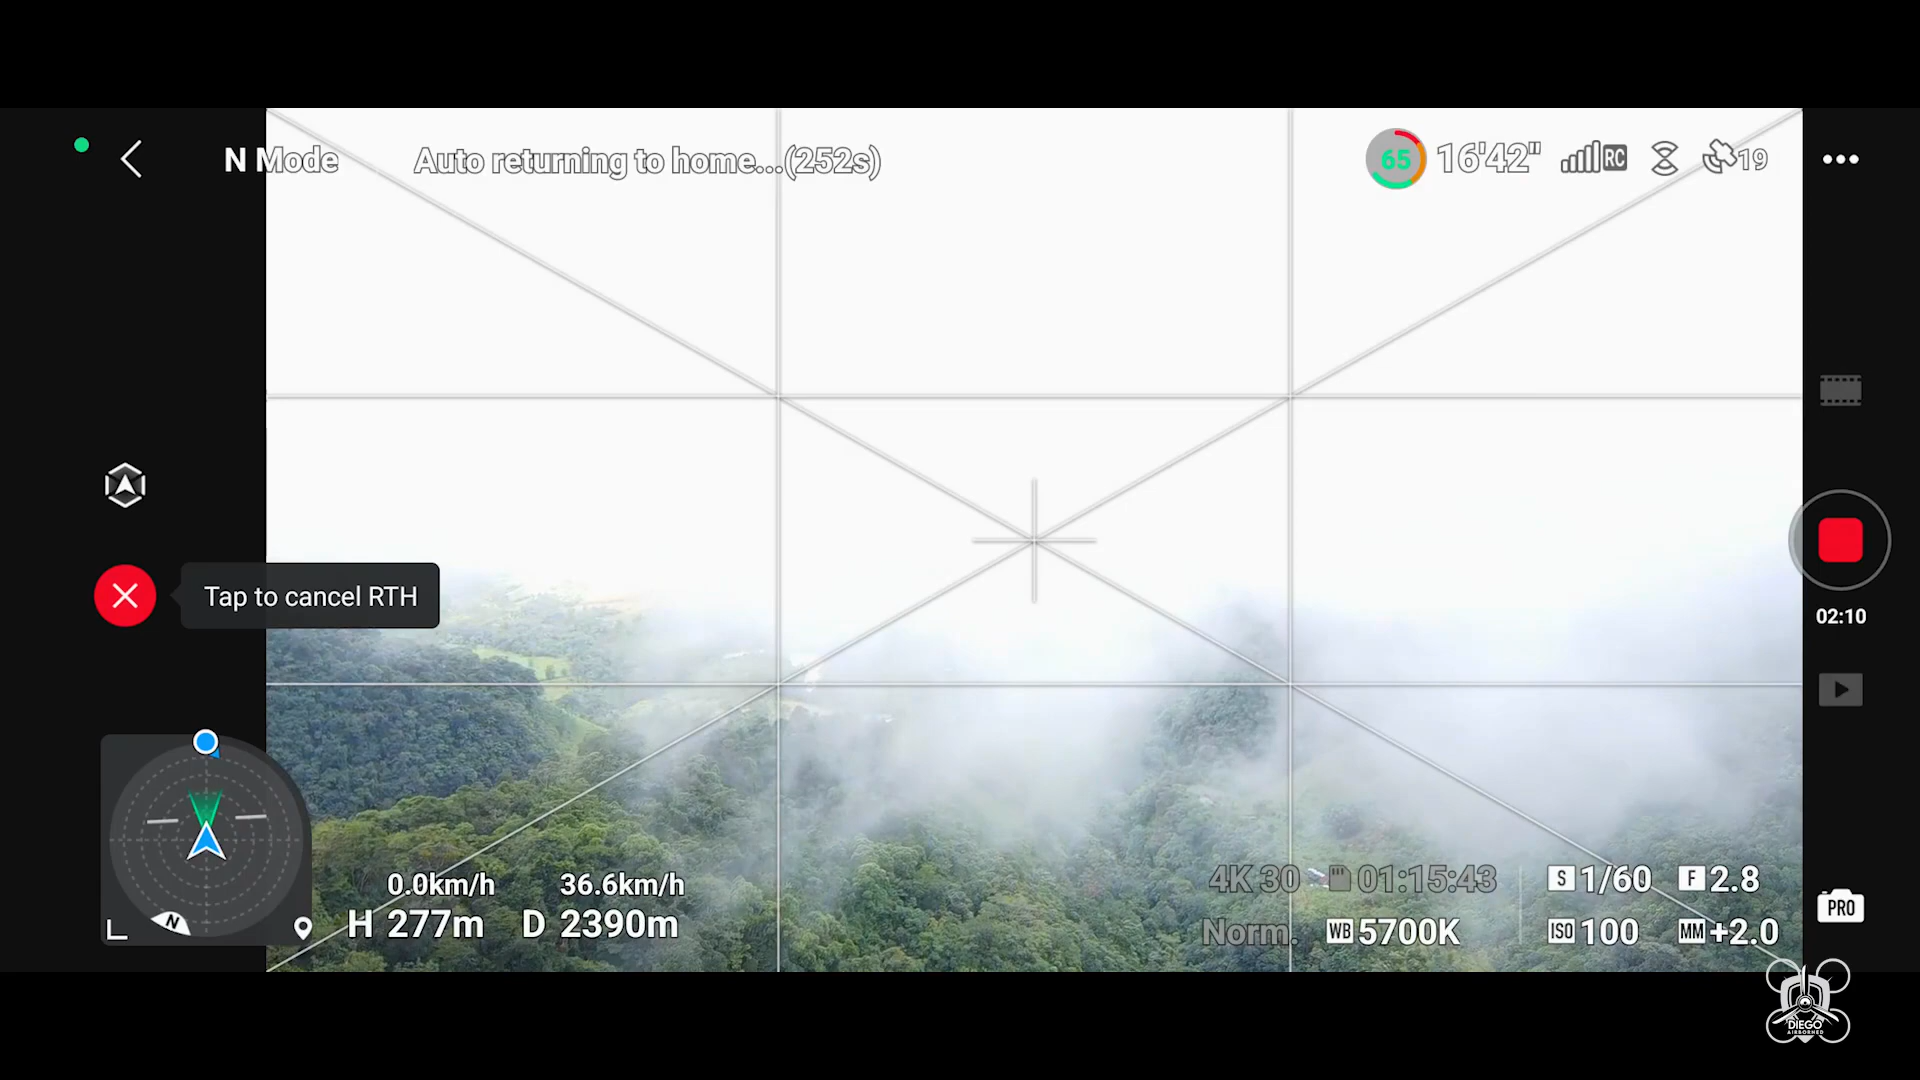 N Mode
Auto returning to home...(252s)
65
16'42"
RC
19
Tap to cancel RTH
02:10
N
0.0km/h
36.6km/h
H 277m
D 2390m
4K 30
01:15:43
S 1/60
F 2.8
Norm.
WB 5700K
ISO 100
MM +2.0
PRO
DIEGO
AIRBORNED